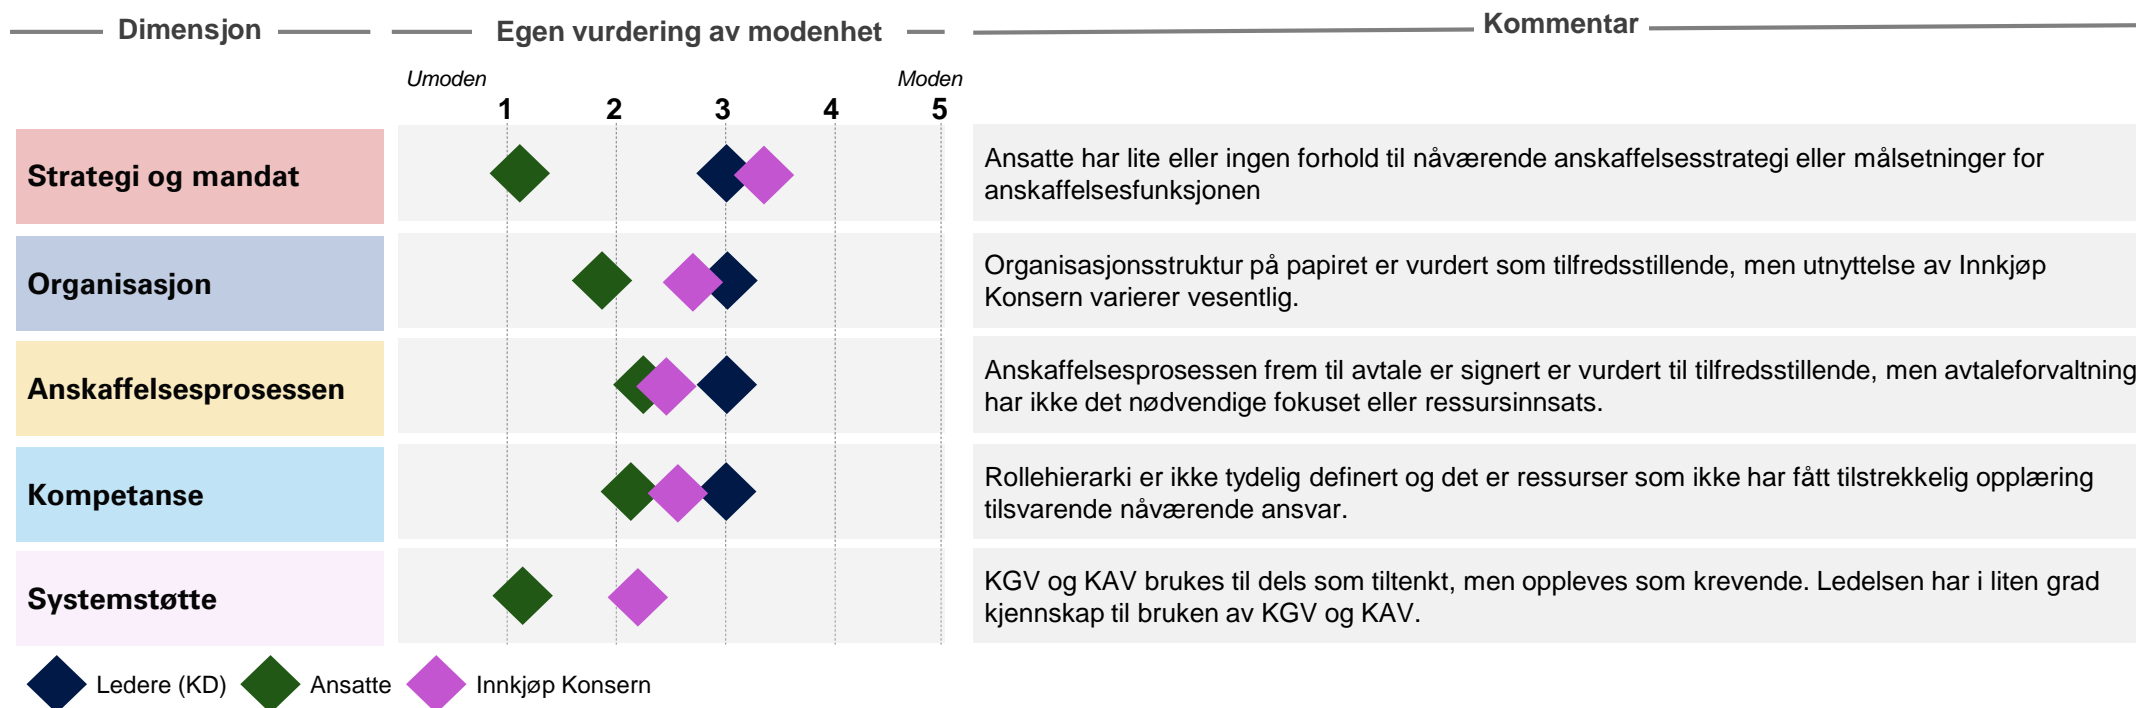 Dimensjon
Egen vurdering av modenhet
Kommentar
Umoden
Moden
1 2 3 4 5
Strategi og mandat
Ansatte har lite eller ingen forhold til nåværende anskaffelsesstrategi eller målsetninger for
anskaffelsesfunksjonen
Organisasjon
Organisasjonsstruktur på papiret er vurdert som tilfredsstillende, men utnyttelse av Innkjøp
Konsern varierer vesentlig.
Anskaffelsesprosessen
Anskaffelsesprosessen frem til avtale er signert er vurdert til tilfredsstillende, men avtaleforvaltning
har ikke det nødvendige fokuset eller ressursinnsats.
Kompetanse
Rollehierarki er ikke tydelig definert og det er ressurser som ikke har fått tilstrekkelig opplæring
tilsvarende nåværende ansvar.
Systemstøtte
KGV og KAV brukes til dels som tiltenkt, men oppleves som krevende. Ledelsen har i liten grad
kjennskap til bruken av KGV og KAV.
Ledere (KD) Ansatte Innkjøp Konsern